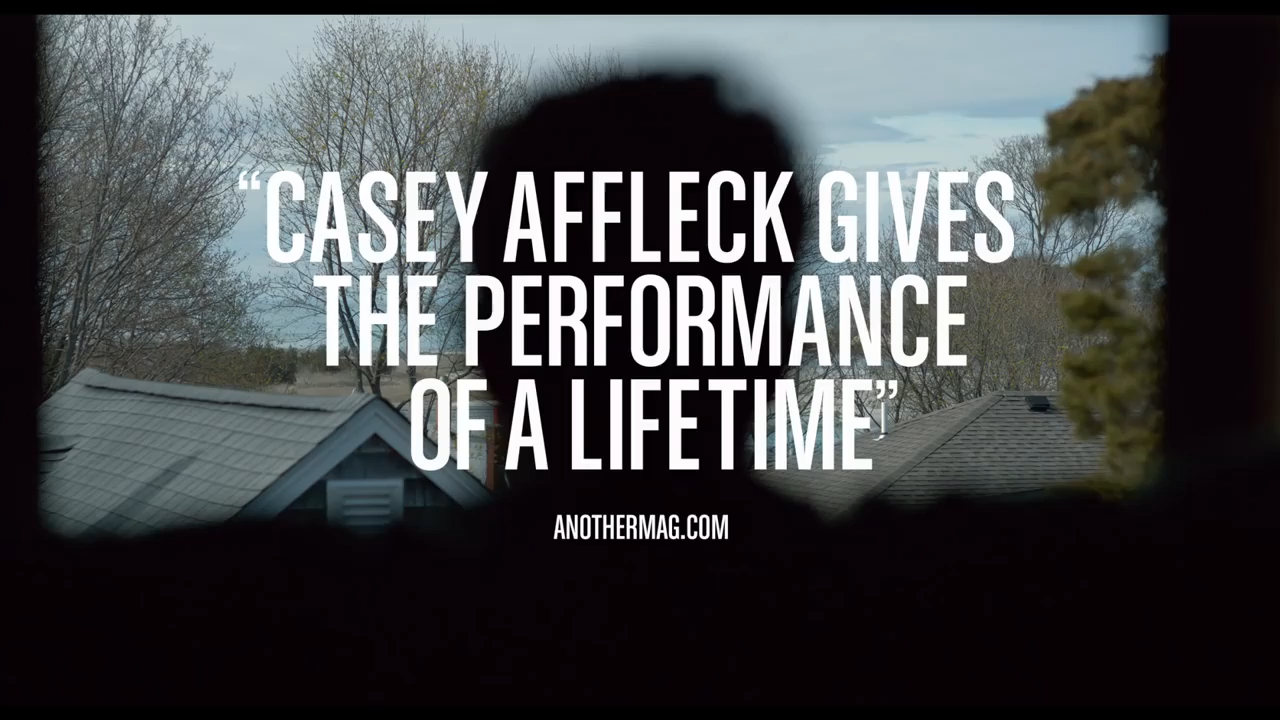 “CASEY AFFLECK GIVES
THE PERFORMANCE
OF A LIFETIME”
ANOTHERMAG.COM